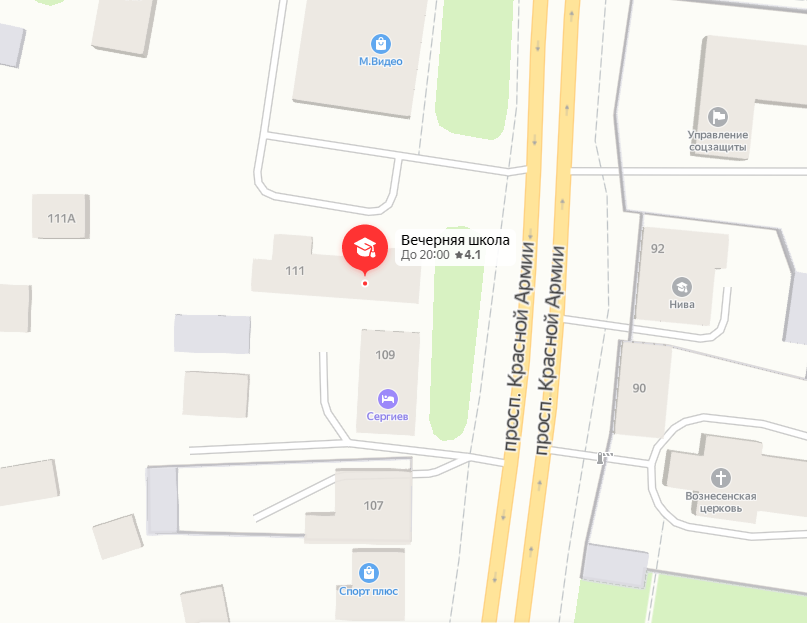 М.Видео
Управление
соцзащиты
111А
Вечерняя школа
До 20:00 ★4.1
92
111
Нива
просп. Красной Армии
просп. Красной Армии
109
90
Сергиев
Вознесенская
церковь
107
Спорт плюс